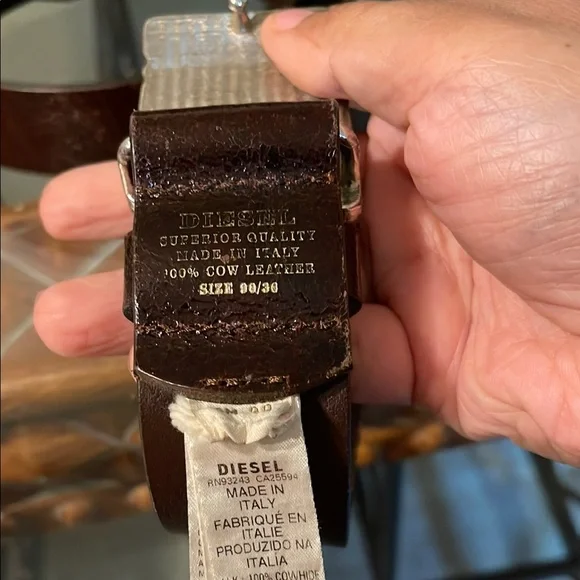 DIESEL
SUPERIOR QUALITY
MADE IN ITALY
100% COW LEATHER
SIZE 90/36
DIESEL
RN93243 CA25594
MADE IN
ITALY
FABRIQUÉ EN
ITALIE
PRODUZIDO NA
ITALIA
100% COWHIDE